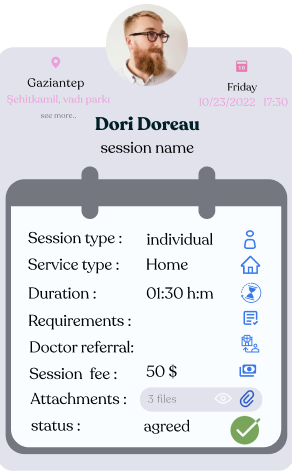 Gaziantep
Şehitkamil, vadi parkı
see more..
Friday
10/23/2022 17:30
Dori Doreau
session name
Session type : individual
Service type : Home
Duration : 01:30 h:m
Requirements :
Doctor referral:
Session fee : 50 $
Attachments : 3 files
status : agreed